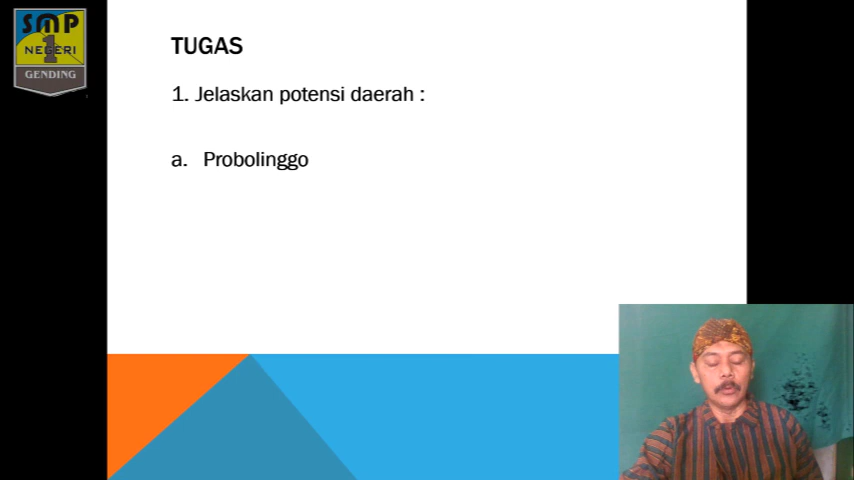 SMP
NEGERI
1
GENDING
TUGAS
1. Jelaskan potensi daerah :
a. Probolinggo